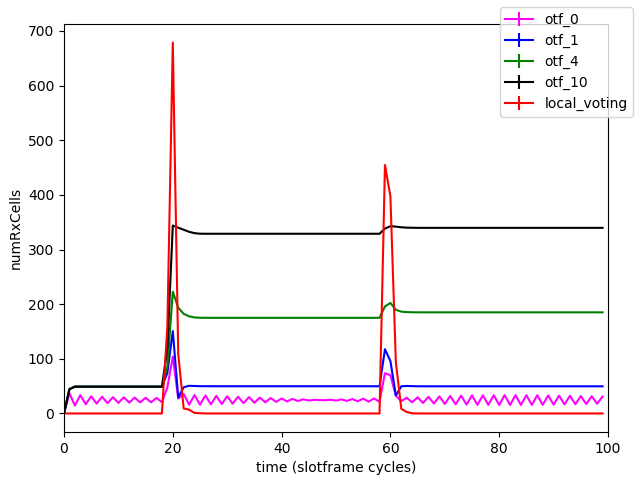 otf_0
otf_1
otf_4
otf_10
local_voting
700
600
500
400
300
200
100
0
numRxCells
0 20 40 60 80 100
time (slotframe cycles)